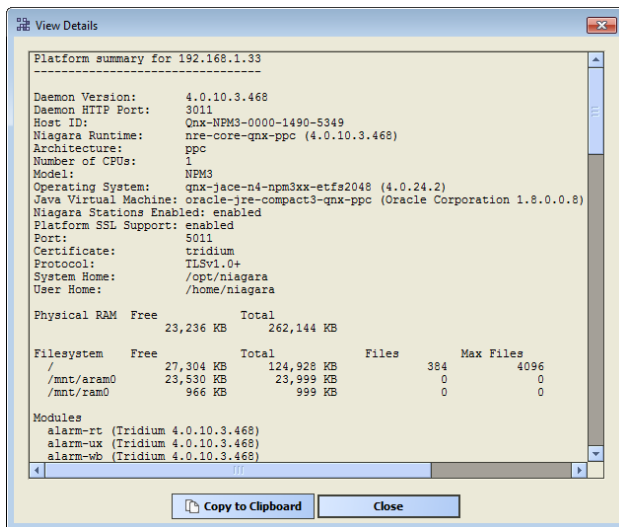 View Details
Platform summary for 192.168.1.33
---------------------------------
Daemon Version: 4.0.10.3.468
Daemon HTTP Port: 3011
Host ID: Qnx-NPM3-0000-1490-5349
Niagara Runtime: nre-core-qnx-ppc (4.0.10.3.468)
Architecture: ppc
Number of CPUs: 1
Model: NPM3
Operating System: qnx-jace-n4-npm3xx-etfs2048 (4.0.24.2)
Java Virtual Machine: oracle-jre-compact3-qnx-ppc (Oracle Corporation 1.8.0.0.8)
Niagara Stations Enabled: enabled
Platform SSL Support: enabled
Port: 5011
Certificate: tridium
Protocol: TLSv1.0+
System Home: /opt/niagara
User Home: /home/niagara
Physical RAM Free Total
23,236 KB 262,144 KB
Filesystem Free Total Files Max Files
/ 27,304 KB 124,928 KB 384 4096
/mnt/aram0 23,530 KB 23,999 KB 0 0
/mnt/ram0 966 KB 999 KB 0 0
Modules
alarm-rt (Tridium 4.0.10.3.468)
alarm-ux (Tridium 4.0.10.3.468)
alarm-wb (Tridium 4.0.10.3.468)
Copy to Clipboard Close